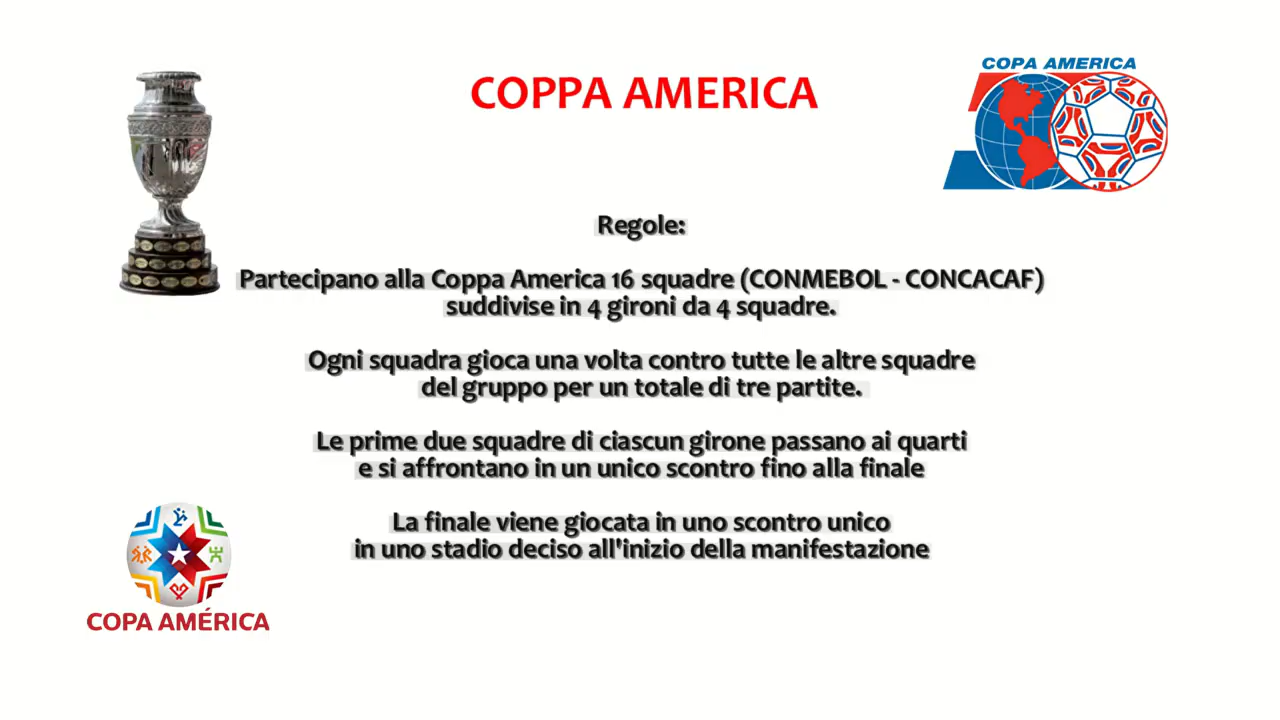 COPA AMERICA
COPPA AMERICA
Regole:
Partecipano alla Coppa America 16 squadre (CONMEBOL - CONCACAF)
suddivise in 4 gironi da 4 squadre.
Ogni squadra gioca una volta contro tutte le altre squadre
del gruppo per un totale di tre partite.
Le prime due squadre di ciascun girone passano ai quarti
e si affrontano in un unico scontro fino alla finale
La finale viene giocata in uno scontro unico
in uno stadio deciso all'inizio della manifestazione
COPA AMÉRICA